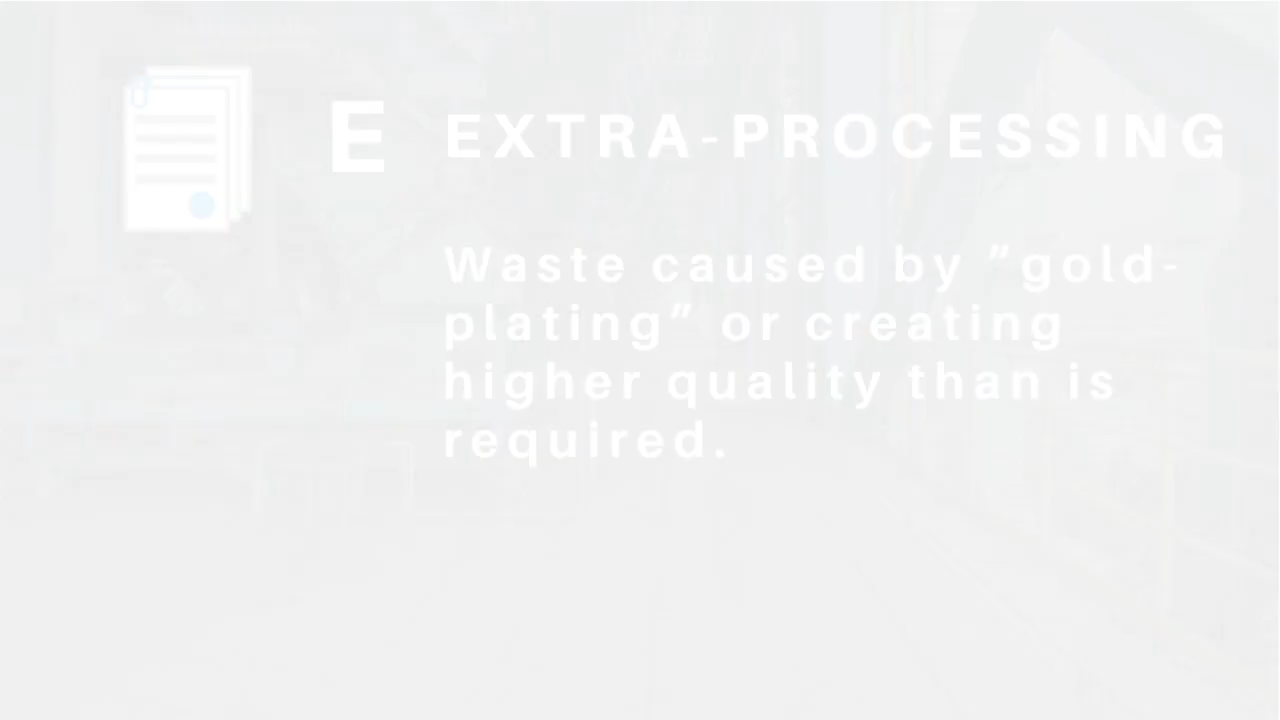 E EXTRA-PROCESSING
Waste caused by "gold-
plating" or creating
higher quality than is
required.